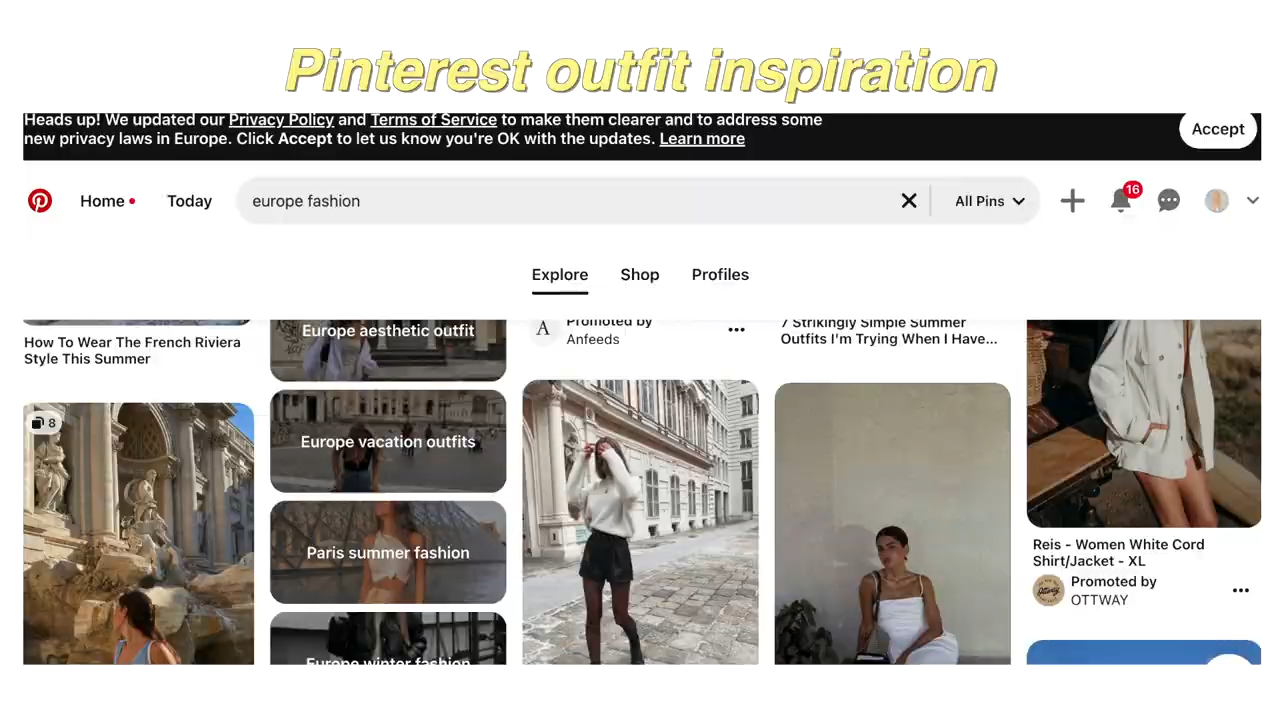 Pinterest outfit inspiration
Heads up! We updated our Privacy Policy and Terms of Service to make them clearer and to address some
new privacy laws in Europe. Click Accept to let us know you're OK with the updates. Learn more
Accept
Home
Today
europe fashion
All Pins
16
Explore
Shop
Profiles
How To Wear The French Riviera
Style This Summer
8
Europe aesthetic outfit
Europe vacation outfits
Paris summer fashion
Europe winter fashion
A
Promoted by
Anfeeds
7 Strikingly Simple Summer
Outfits I'm Trying When I Have...
Reis - Women White Cord
Shirt/Jacket - XL
Promoted by
OTTWAY